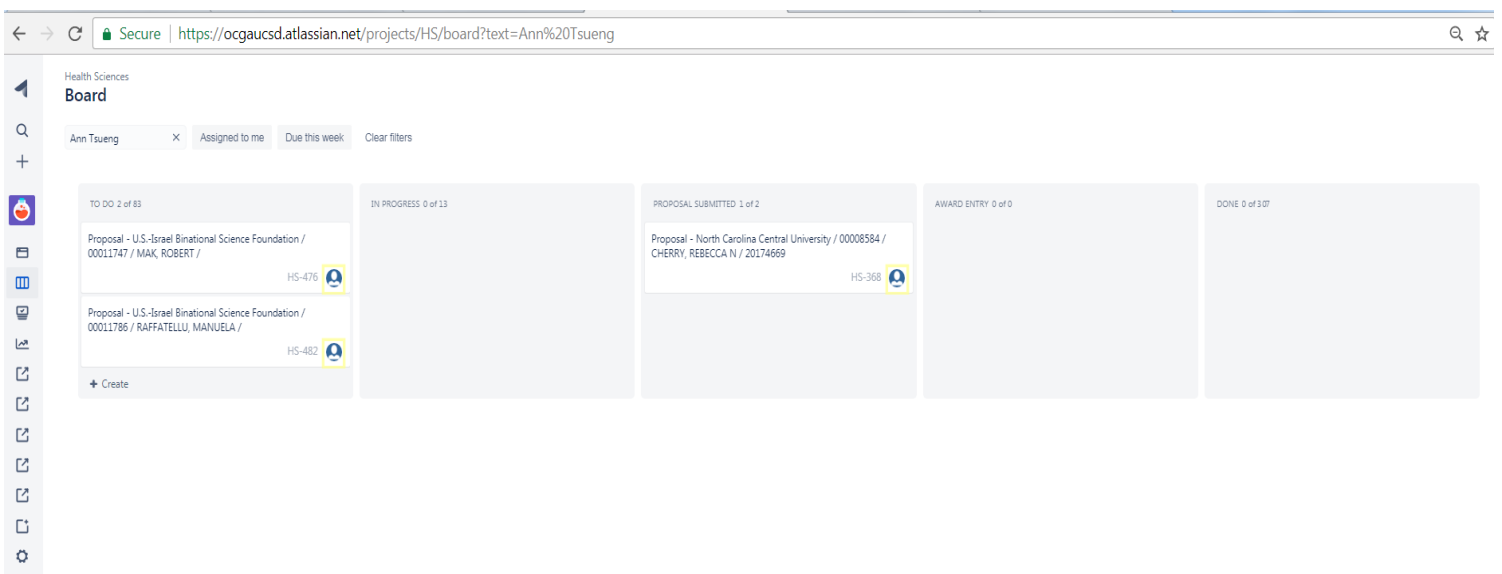 Secure | https://ocgaucsd.atlassian.net/projects/HS/board?text=Ann%20Tsueng
Health Sciences
Board
Ann Tsueng
Assigned to me
Due this week
Clear filters
TO DO 2 of 83
Proposal - U.S.-Israel Binational Science Foundation /
00011747 / MAK, ROBERT /
HS-476
Proposal - U.S.-Israel Binational Science Foundation /
00011786 / RAFFATELLU, MANUELA /
HS-482
+ Create
IN PROGRESS 0 of 13
PROPOSAL SUBMITTED 1 of 2
Proposal - North Carolina Central University / 00008584 /
CHERRY, REBECCA N / 20174669
HS-368
AWARD ENTRY 0 of 0
DONE 0 of 307